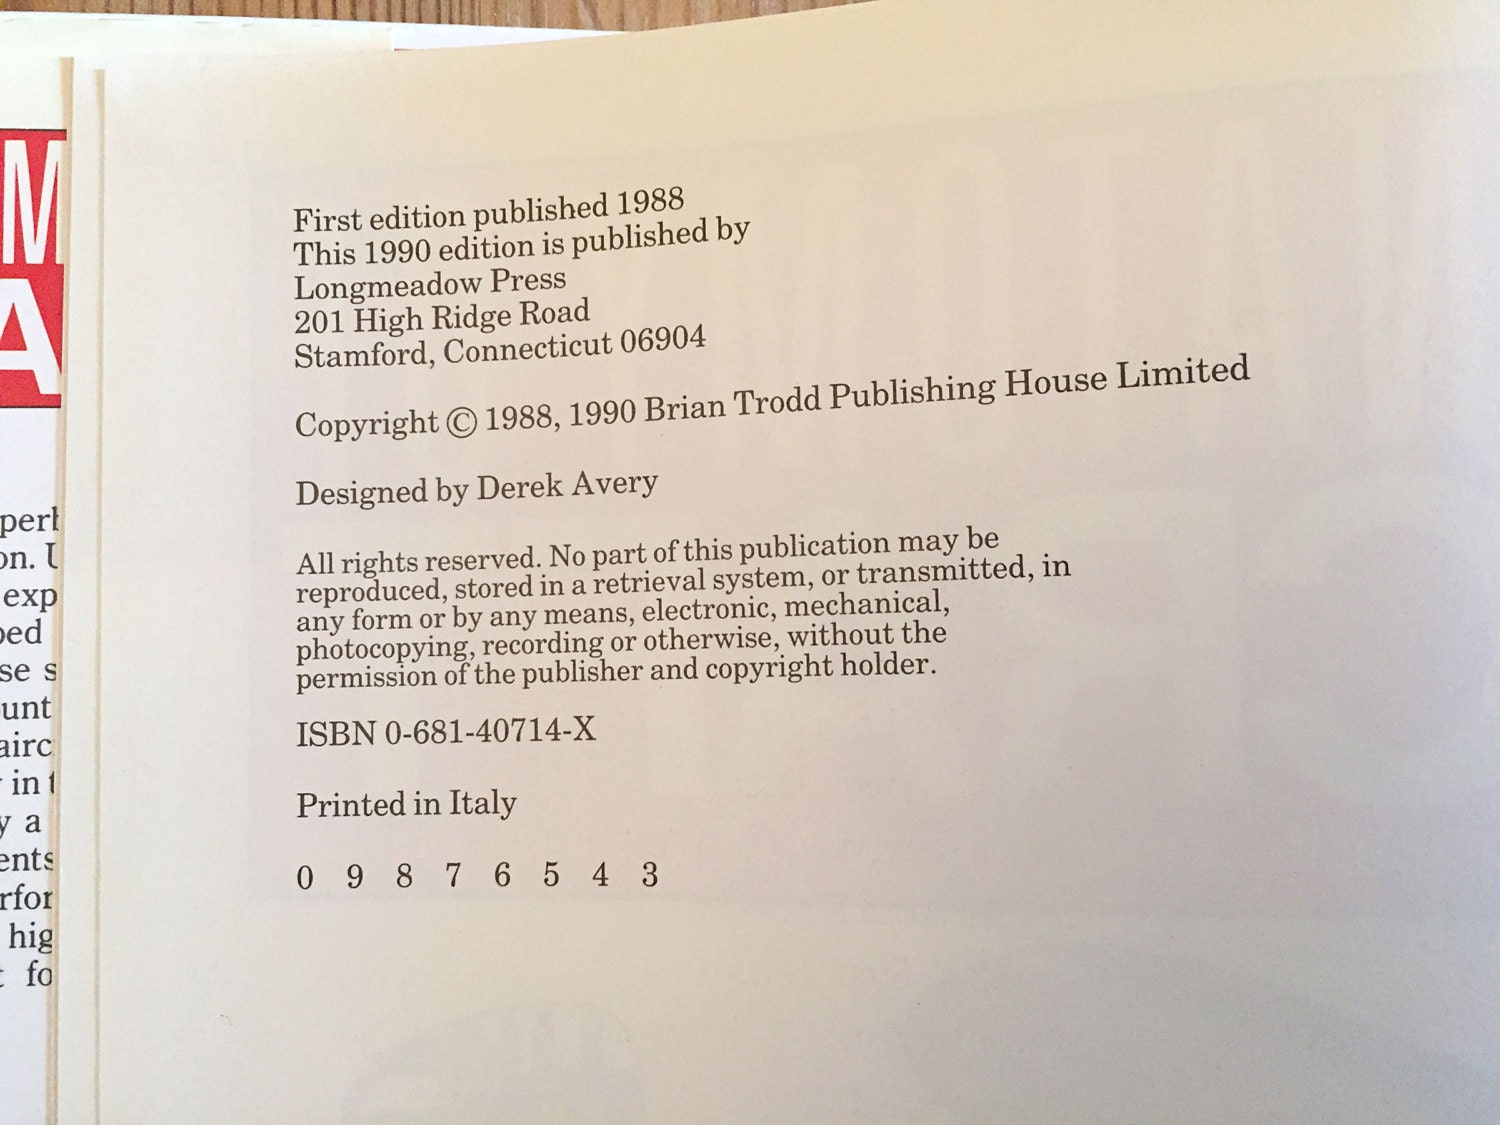 First edition published 1988
This 1990 edition is published by
Longmeadow Press
201 High Ridge Road
Stamford, Connecticut 06904
Copyright © 1988, 1990 Brian Trodd Publishing House Limited
Designed by Derek Avery
All rights reserved. No part of this publication may be
reproduced, stored in a retrieval system, or transmitted, in
any form or by any means, electronic, mechanical,
photocopying, recording or otherwise, without the
permission of the publisher and copyright holder.
ISBN 0-681-40714-X
Printed in Italy
0 9 8 7 6 5 4 3